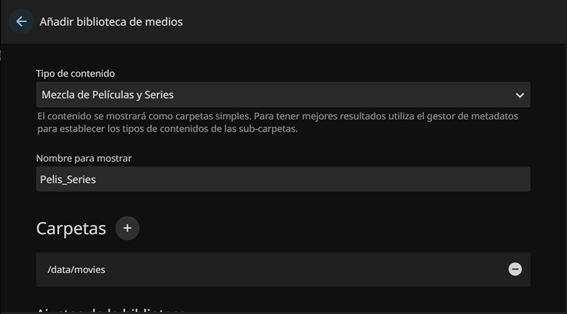 Añadir biblioteca de medios
Tipo de contenido
Mezcla de Películas y Series
El contenido se mostrará como carpetas simples. Para tener mejores resultados utiliza el gestor de metadatos
para establecer los tipos de contenidos de las sub-carpetas.
Nombre para mostrar
Pelis_Series
Carpetas
/data/movies